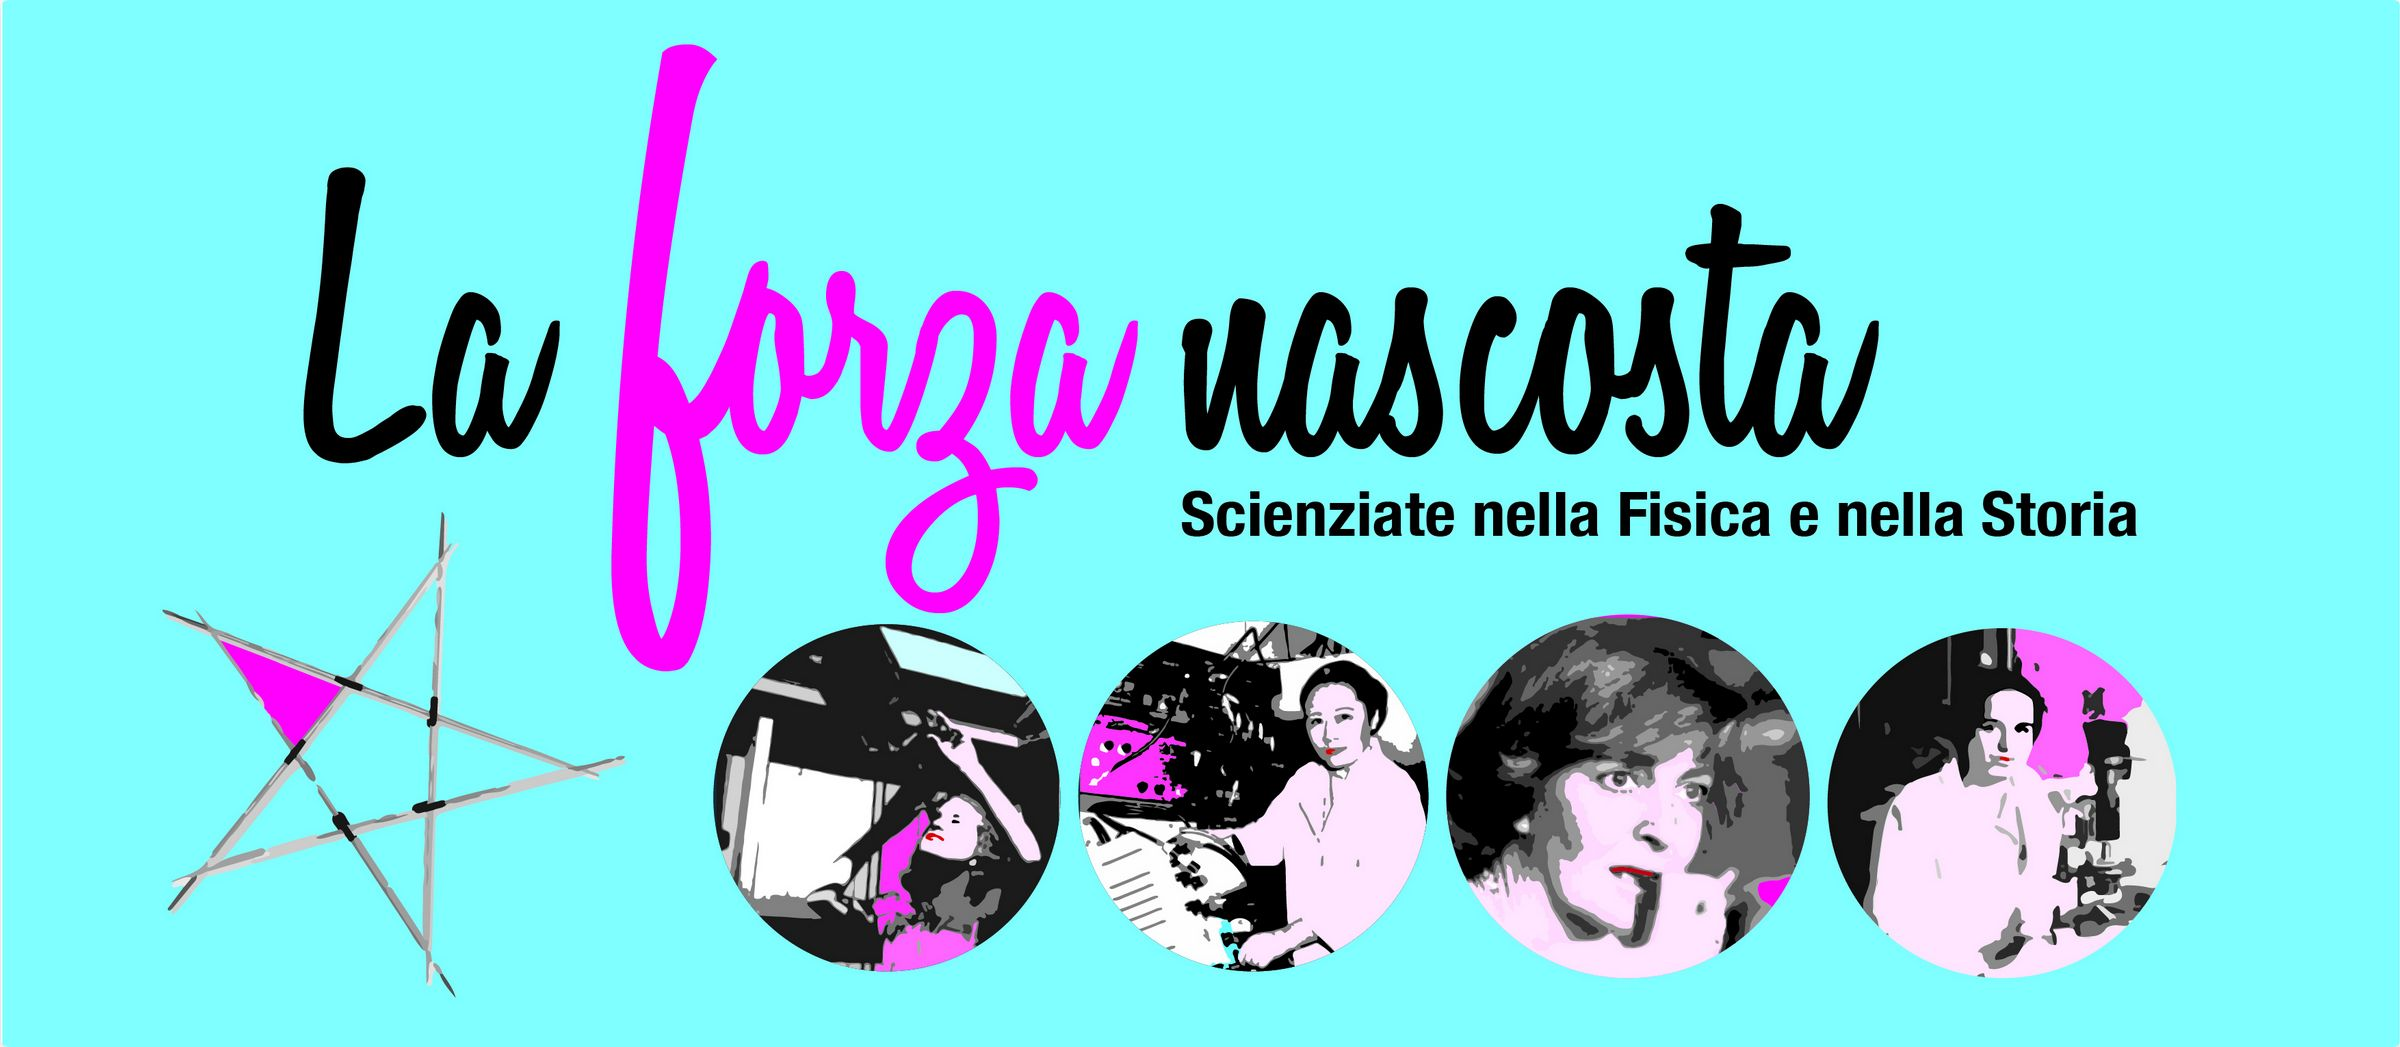 La forza nascosta
Scienziate nella Fisica e nella Storia